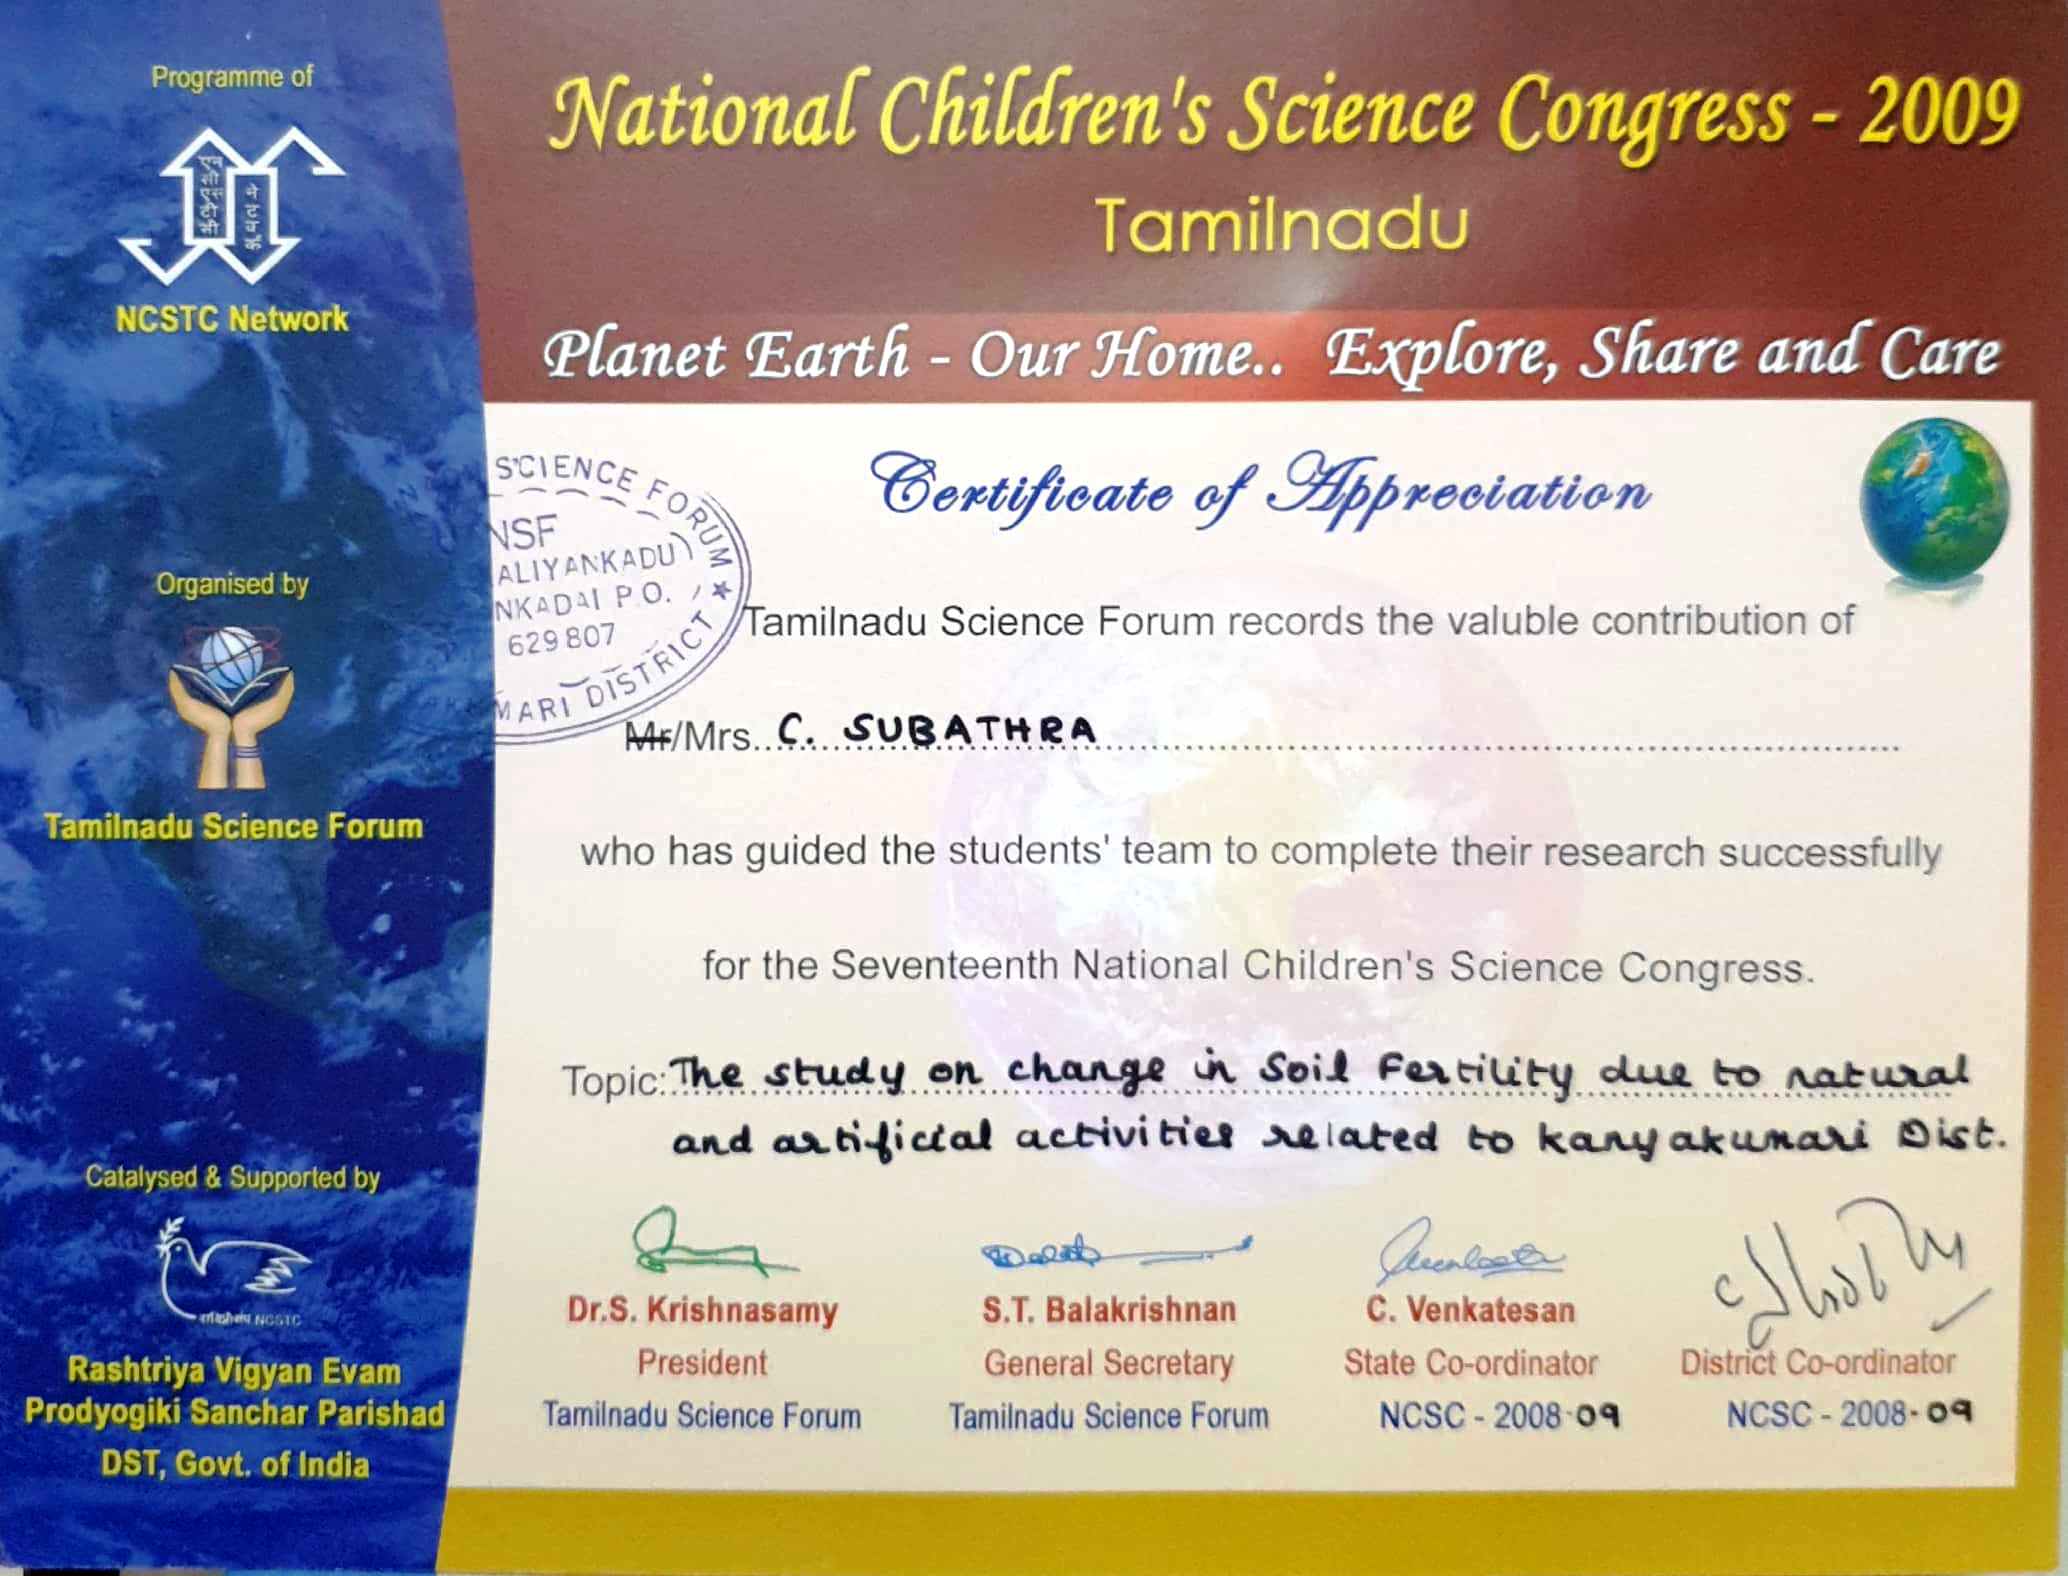 Programme of
एन सी एस टी सी
नेटवर्क
NCSTC Network
Organised by
Tamilnadu Science Forum
Catalysed & Supported by
NCSTC
Rashtriya Vigyan Evam
Prodyogiki Sanchar Parishad
DST, Govt. of India
National Children's Science Congress - 2009
Tamilnadu
Planet Earth - Our Home.. Explore, Share and Care
SCIENCE FORUM
NSF
ALIYANKADU)
NKADAI P.O.
629 807
MARI DISTRICT
Certificate of Appreciation
Tamilnadu Science Forum records the valuble contribution of
Mr/Mrs. C. SUBATHRA
who has guided the students' team to complete their research successfully
for the Seventeenth National Children's Science Congress.
Topic: The study on change in Soil Fertility due to natural
and artificial activities related to kanyakumari Dist.
Dr.S. Krishnasamy S.T. Balakrishnan C. Venkatesan
President General Secretary State Co-ordinator District Co-ordinator
Tamilnadu Science Forum Tamilnadu Science Forum NCSC - 2008-09 NCSC - 2008-09